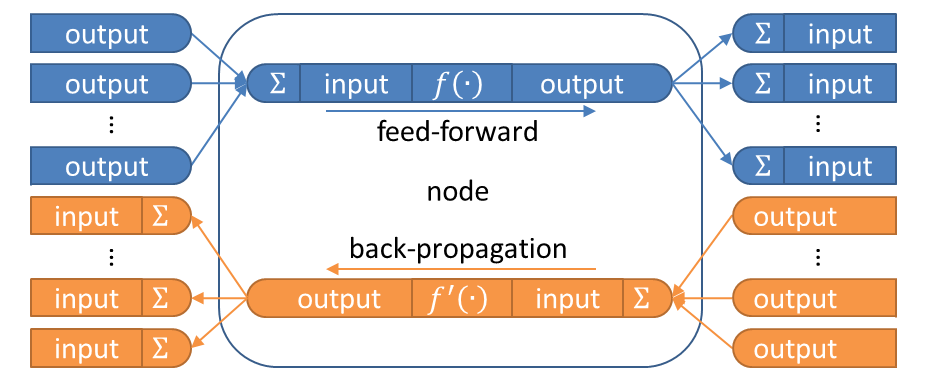 output
Σ input
output
Σ input f(·) output
Σ input
⋮
feed-forward
⋮
output
Σ input
node
input Σ
output
⋮
back-propagation
⋮
input Σ
output f′(·) input Σ
output
input Σ
output